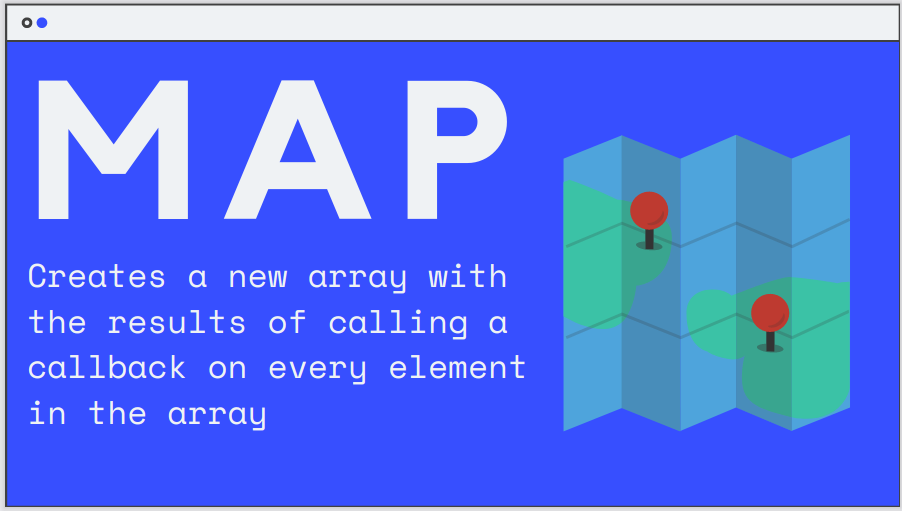 MAP
Creates a new array with
the results of calling a
callback on every element
in the array